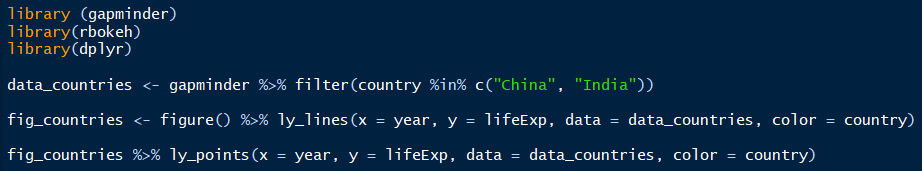 library (gapminder)
library(rbokeh)
library(dplyr)
data_countries <- gapminder %>% filter(country %in% c("China", "India"))
fig_countries <- figure() %>% ly_lines(x = year, y = lifeExp, data = data_countries, color = country)
fig_countries %>% ly_points(x = year, y = lifeExp, data = data_countries, color = country)